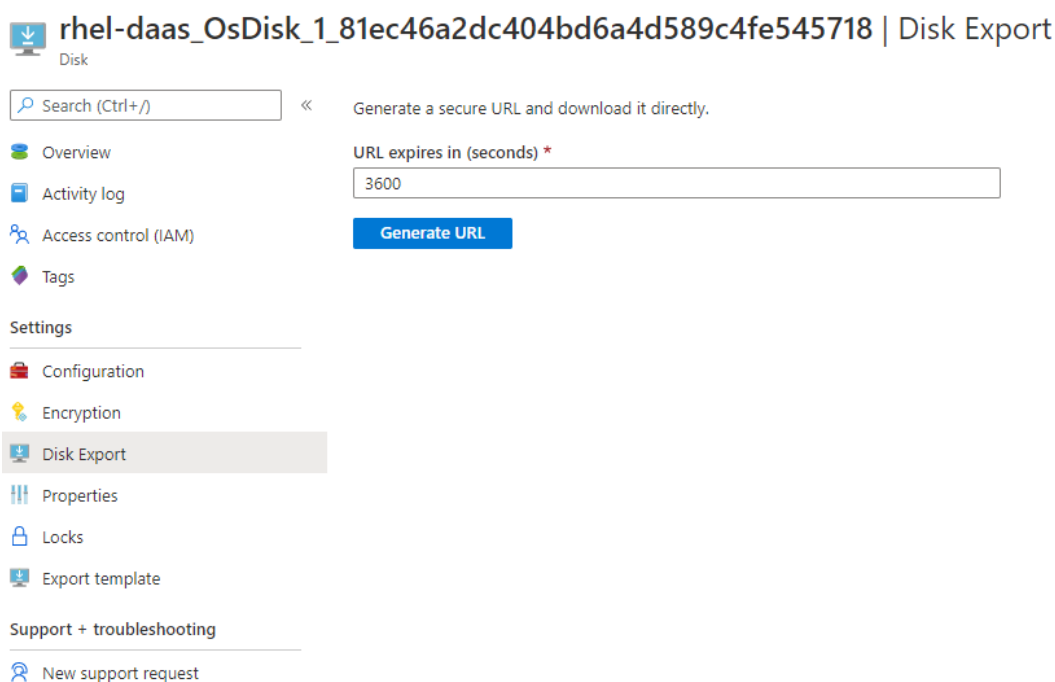 rhel-daas_OsDisk_1_81ec46a2dc404bd6a4d589c4fe545718 | Disk Export
Disk
Search (Ctrl+/)
«
Overview
Activity log
Access control (IAM)
Tags
Settings
Configuration
Encryption
Disk Export
Properties
Locks
Export template
Support + troubleshooting
New support request
Generate a secure URL and download it directly.
URL expires in (seconds) *
3600
Generate URL